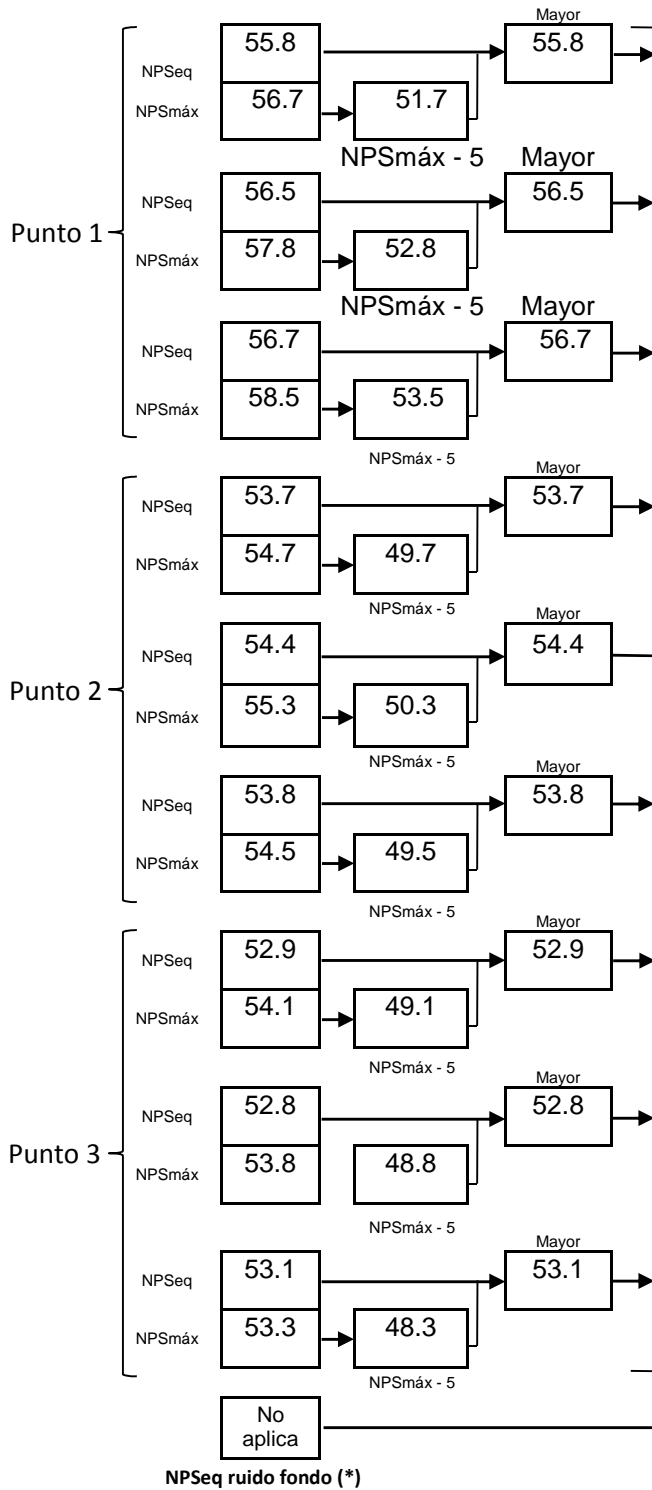 Mayor
55.8 55.8
NPSeq
56.7 51.7
NPSmáx
NPSmáx - 5 Mayor
56.5 56.5
NPSeq
Punto 1
57.8 52.8
NPSmáx
NPSmáx - 5 Mayor
56.7 56.7
NPSeq
58.5 53.5
NPSmáx
NPSmáx - 5
Mayor
53.7 53.7
NPSeq
54.7 49.7
NPSmáx
NPSmáx - 5
Mayor
54.4 54.4
NPSeq
Punto 2
55.3 50.3
NPSmáx
NPSmáx - 5
Mayor
53.8 53.8
NPSeq
54.5 49.5
NPSmáx
NPSmáx - 5
Mayor
52.9 52.9
NPSeq
54.1 49.1
NPSmáx
NPSmáx - 5
Mayor
52.8 52.8
NPSeq
Punto 3
53.8 48.8
NPSmáx
NPSmáx - 5
Mayor
53.1 53.1
NPSeq
53.3 48.3
NPSmáx
NPSmáx - 5
No
aplica
NPSeq ruido fondo (*)